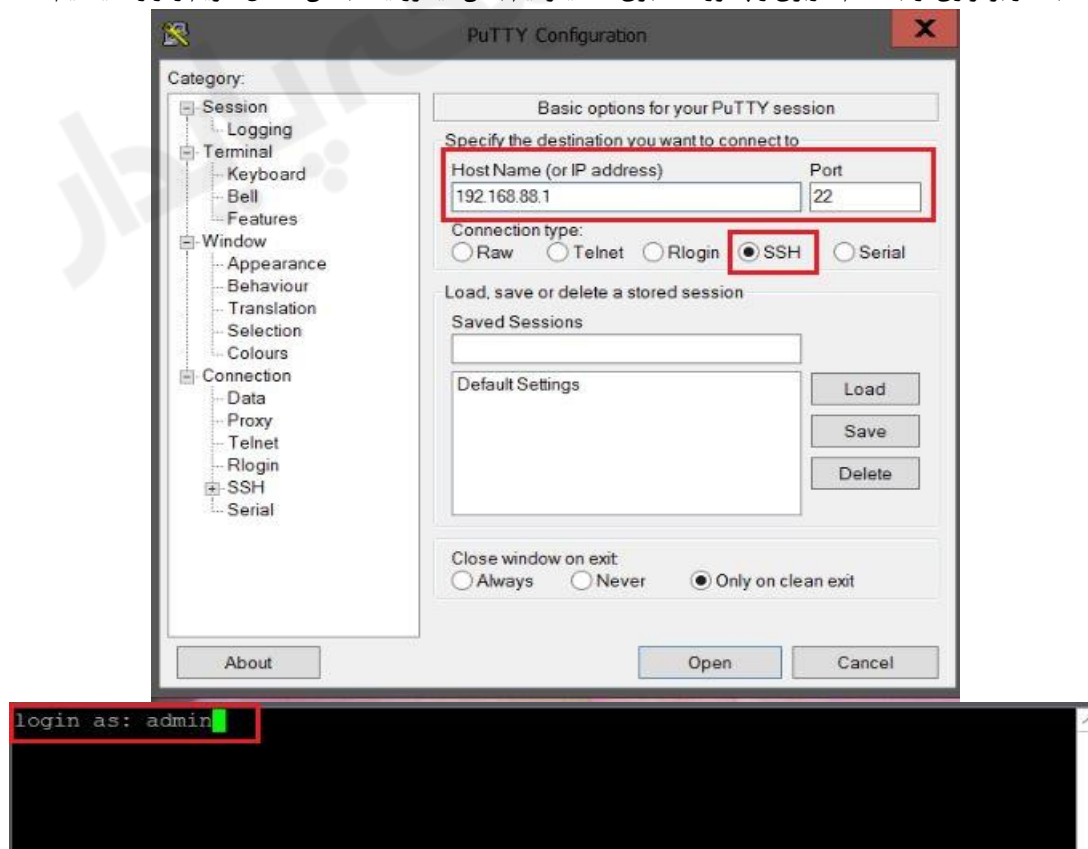 PuTTY Configuration
Category:
Session
Logging
Terminal
Keyboard
Bell
Features
Window
Appearance
Behaviour
Translation
Selection
Colours
Connection
Data
Proxy
Telnet
Rlogin
SSH
Serial
Basic options for your PuTTY session
Specify the destination you want to connect to
Host Name (or IP address) Port
192.168.88.1 22
Connection type:
Raw Telnet Rlogin SSH Serial
Load, save or delete a stored session
Saved Sessions
Default Settings
Load
Save
Delete
Close window on exit
Always Never Only on clean exit
About Open Cancel
login as: admin